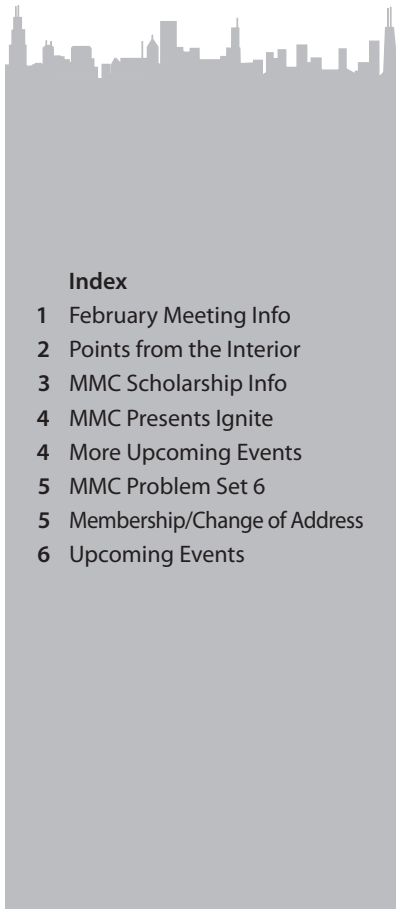 Index
1 February Meeting Info
2 Points from the Interior
3 MMC Scholarship Info
4 MMC Presents Ignite
4 More Upcoming Events
5 MMC Problem Set 6
5 Membership/Change of Address
6 Upcoming Events